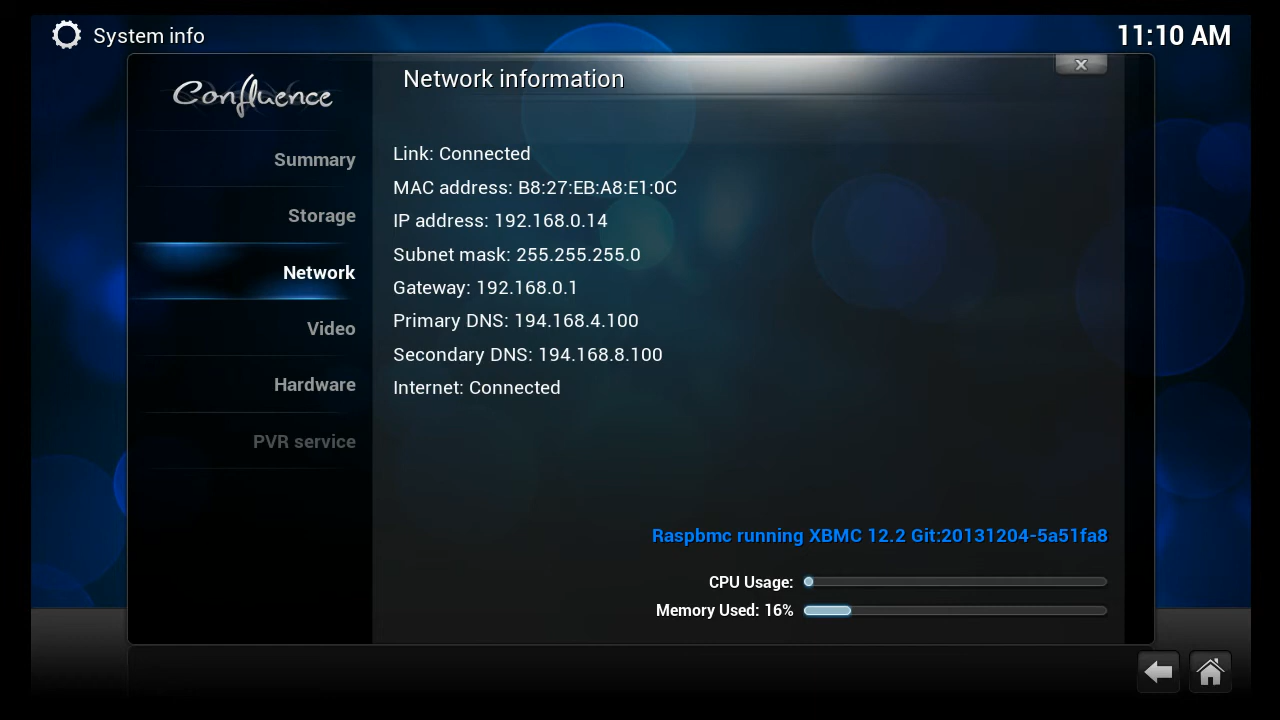 System info
11:10 AM
Confluence
Network information
Summary
Storage
Network
Video
Hardware
PVR service
Link: Connected
MAC address: B8:27:EB:A8:E1:0C
IP address: 192.168.0.14
Subnet mask: 255.255.255.0
Gateway: 192.168.0.1
Primary DNS: 194.168.4.100
Secondary DNS: 194.168.8.100
Internet: Connected
Raspbmc running XBMC 12.2 Git:20131204-5a51fa8
CPU Usage:
Memory Used: 16%